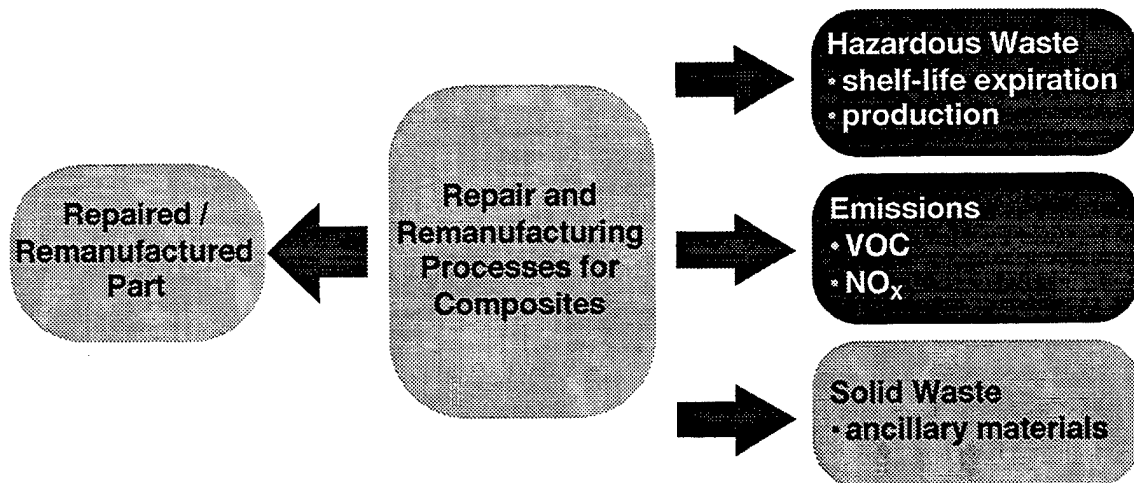 Repaired /
Remanufactured
Part
Repair and
Remanufacturing
Processes for
Composites
Hazardous Waste
• shelf-life expiration
• production
Emissions
• VOC
• NOₓ
Solid Waste
• ancillary materials